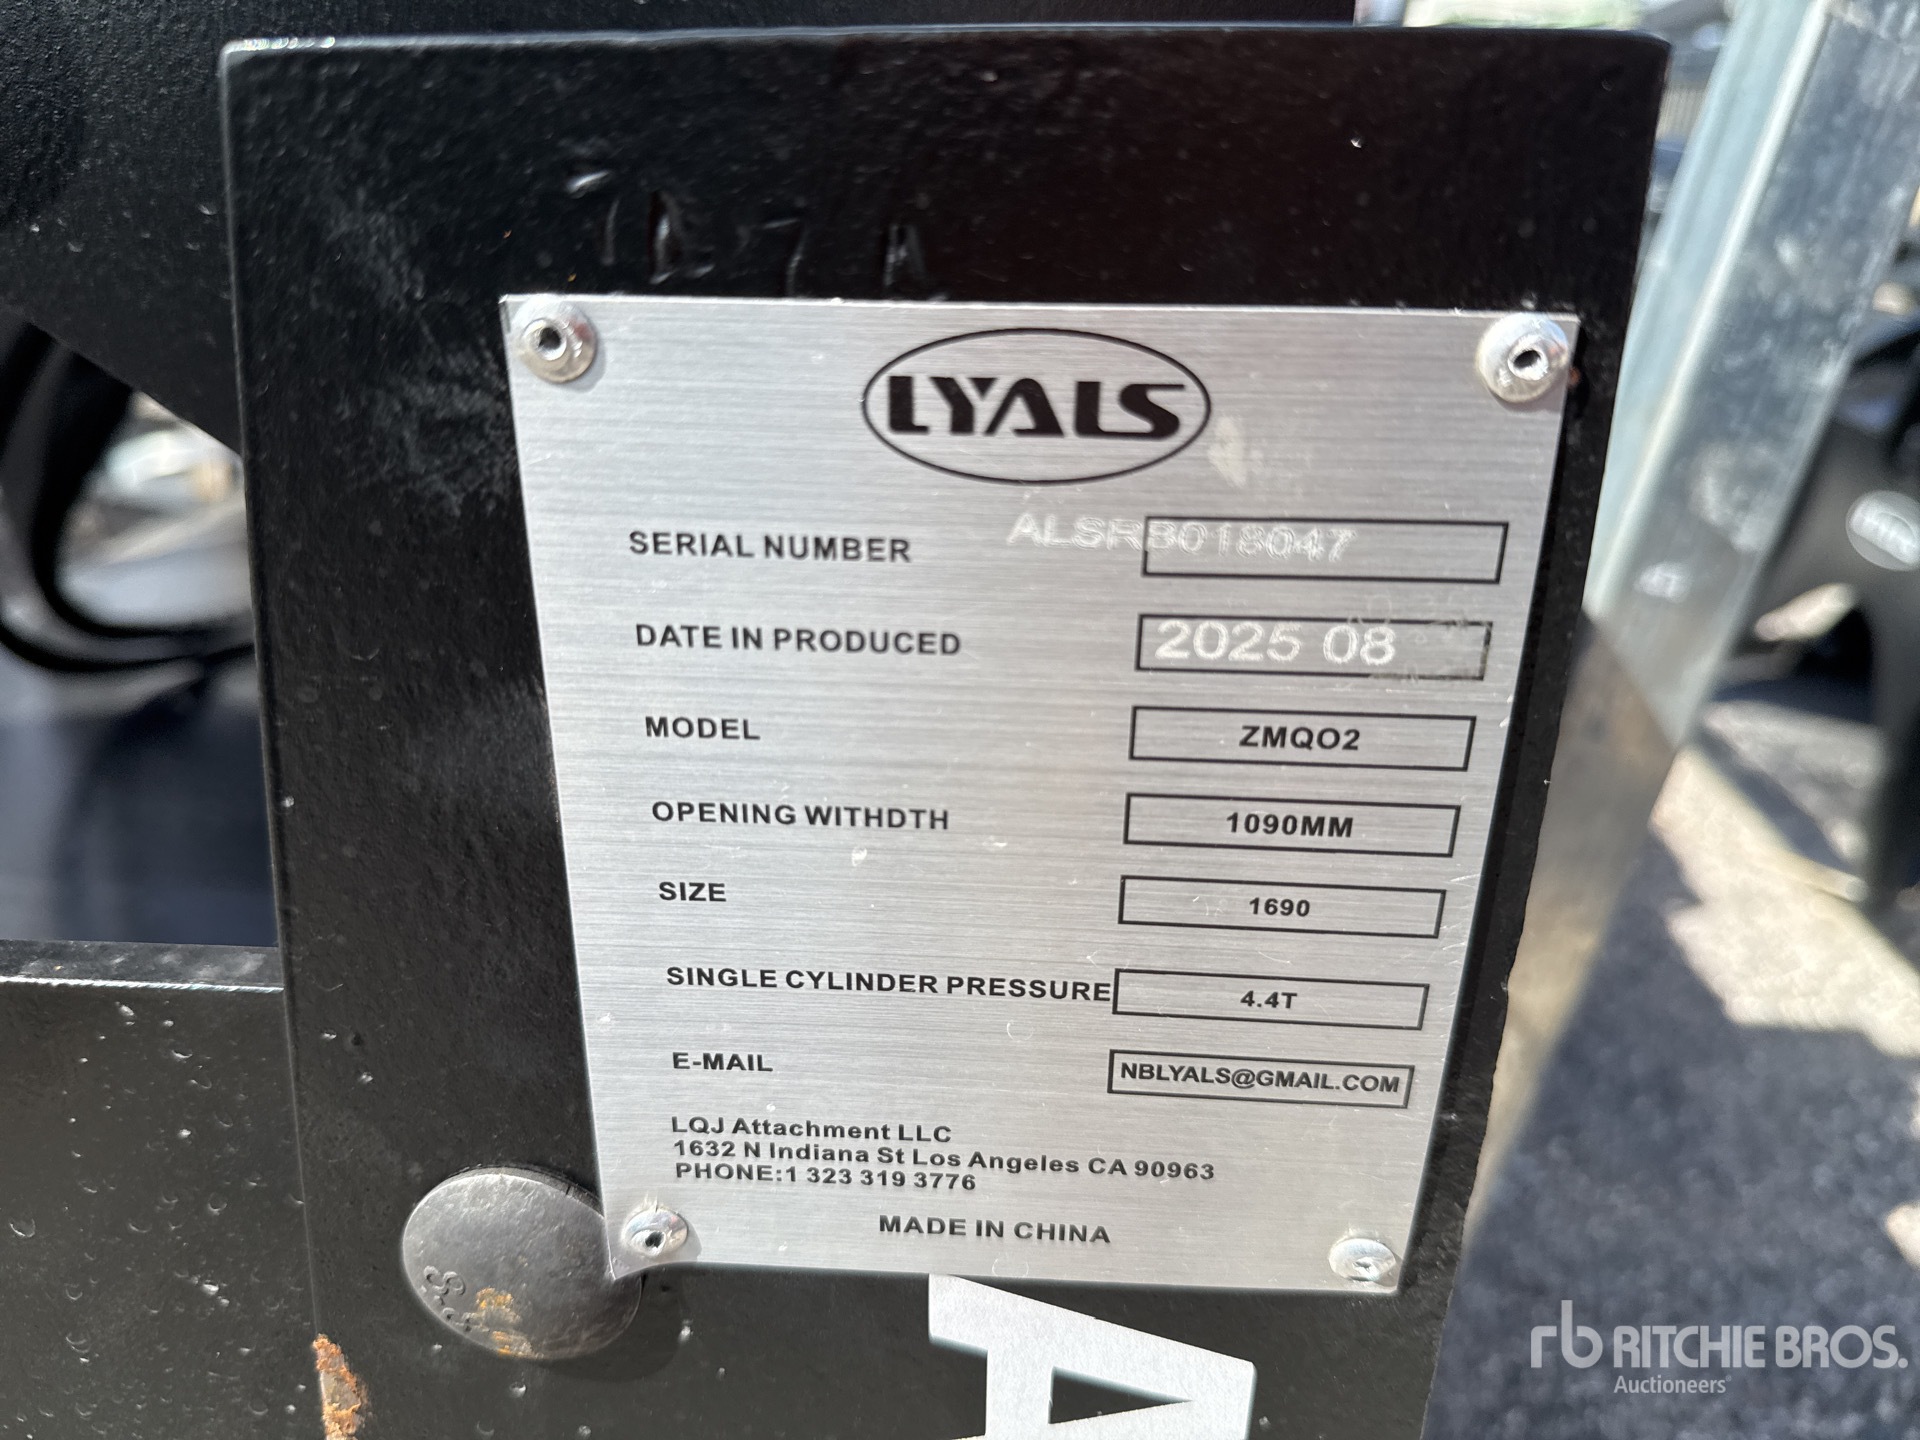 LYALS
SERIAL NUMBER ALSRB018047
DATE IN PRODUCED 2025 08
MODEL ZMQO2
OPENING WITHDTH 1090MM
SIZE 1690
SINGLE CYLINDER PRESSURE 4.4T
E-MAIL NBLYALS@GMAIL.COM
LQJ Attachment LLC
1632 N Indiana St Los Angeles CA 90963
PHONE:1 323 319 3776
MADE IN CHINA
A
rb RITCHIE BROS.
Auctioneers